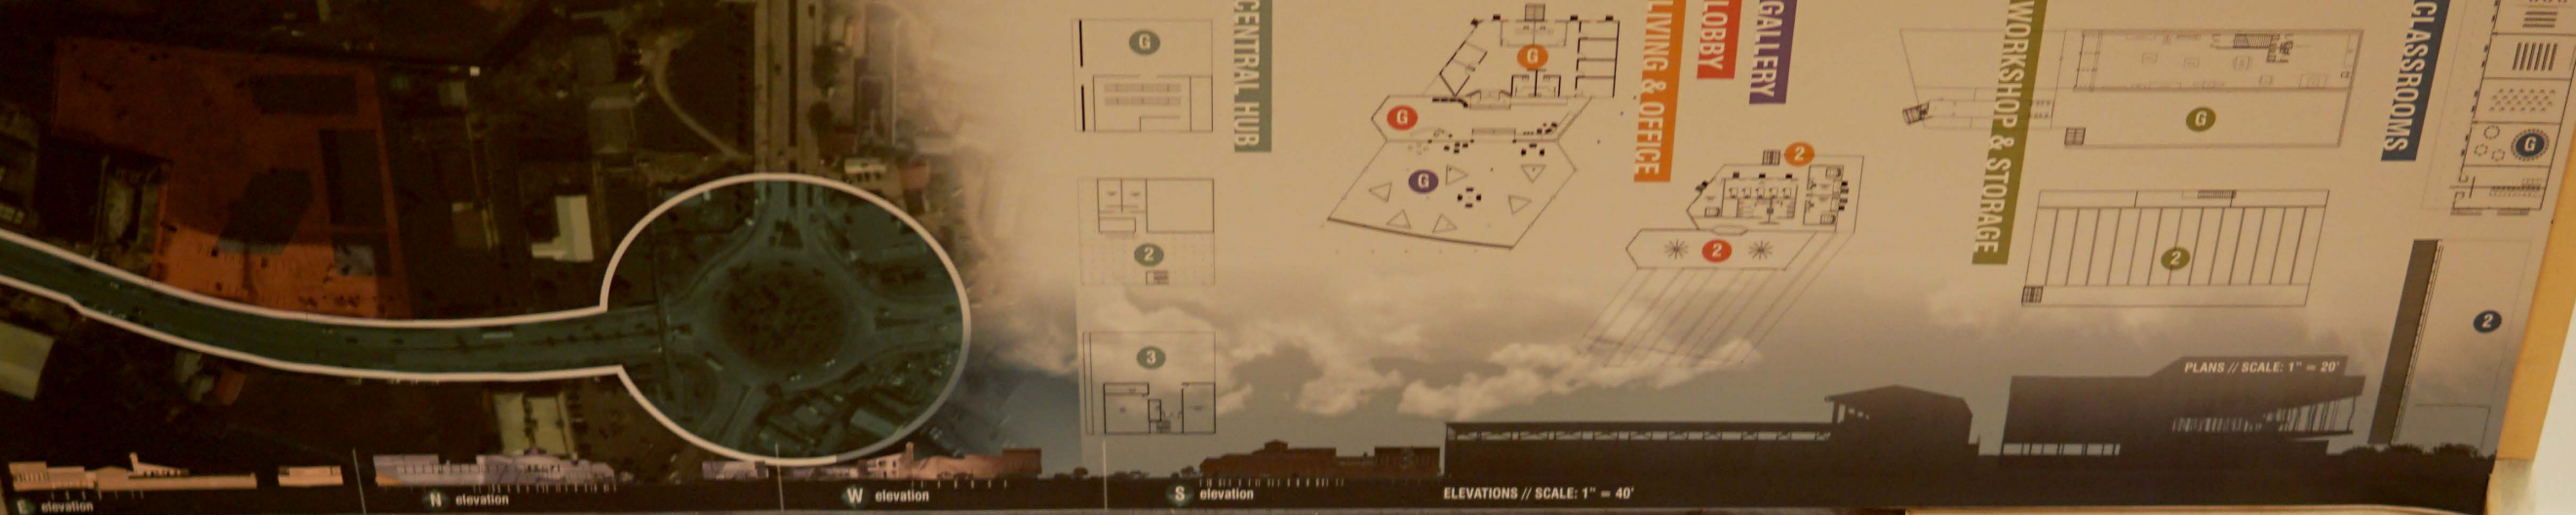 CENTRAL HUB
G
2
3
LIVING & OFFICE
LOBBY
GALLERY
G
G
G
2
2
WORKSHOP & STORAGE
G
2
CLASSROOMS
G
2
PLANS // SCALE: 1" = 20'
E elevation
N elevation
W elevation
S elevation
ELEVATIONS // SCALE: 1" = 40'